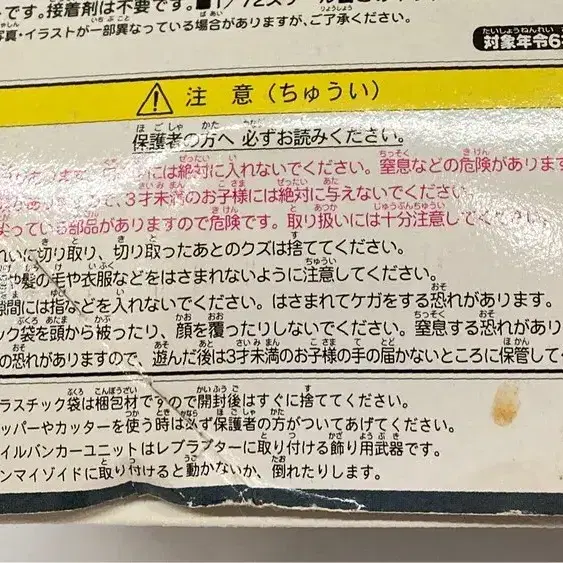 です。接着剤は不要です。■1/72スケール
写真・イラストが一部異なっている場合がありますが、ご了承ください。
対象年令6
注意(ちゅうい)
保護者の方へ 必ずお読みください。
には絶対に入れないでください。窒息などの危険があります
がありますので、3才未満のお子様には絶対に与えないでください。
なっている部品がありますので危険です。取り扱いには十分注意してください。
れいに切り取り、切り取ったあとのクズは捨ててください。
や髪の毛や衣服などをはさまれないように注意してください。
隙間には指などを入れないでください。はさまれてケガをする恐れがあり
ック袋を頭から被ったり、顔を覆ったりしないでください。窒息する恐れがあり
の恐れがありますので、遊んだ後は3才未満のお子様の手の届かないところに保管して
ラスチック袋は梱包材ですので開封後はすぐに捨ててください。
ッパーやカッターを使う時は必ず保護者の方がついてあげてください。
イルバンカーユニットはレブラプターに取り付ける飾り用武器です。
ンマイゾイドに取り付けると動かないか、倒れたりします。